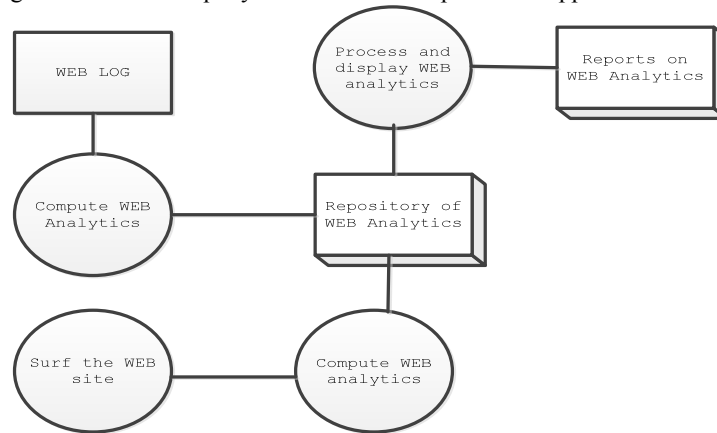 Process and
display WEB
analytics
Reports on
WEB Analytics
WEB LOG
Compute WEB
Analytics
Repository of
WEB Analytics
Surf the WEB
site
Compute WEB
analytics